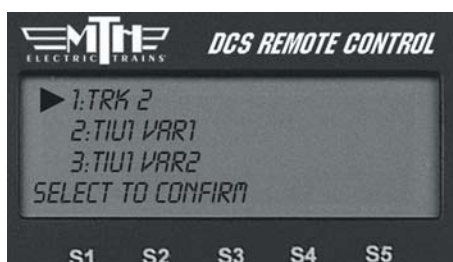 MTH DCS REMOTE CONTROL
ELECTRIC TRAINS
1:TRK 2
2:TIU1 VAR1
3:TIU1 VAR2
SELECT TO CONFIRM
S1 S2 S3 S4 S5